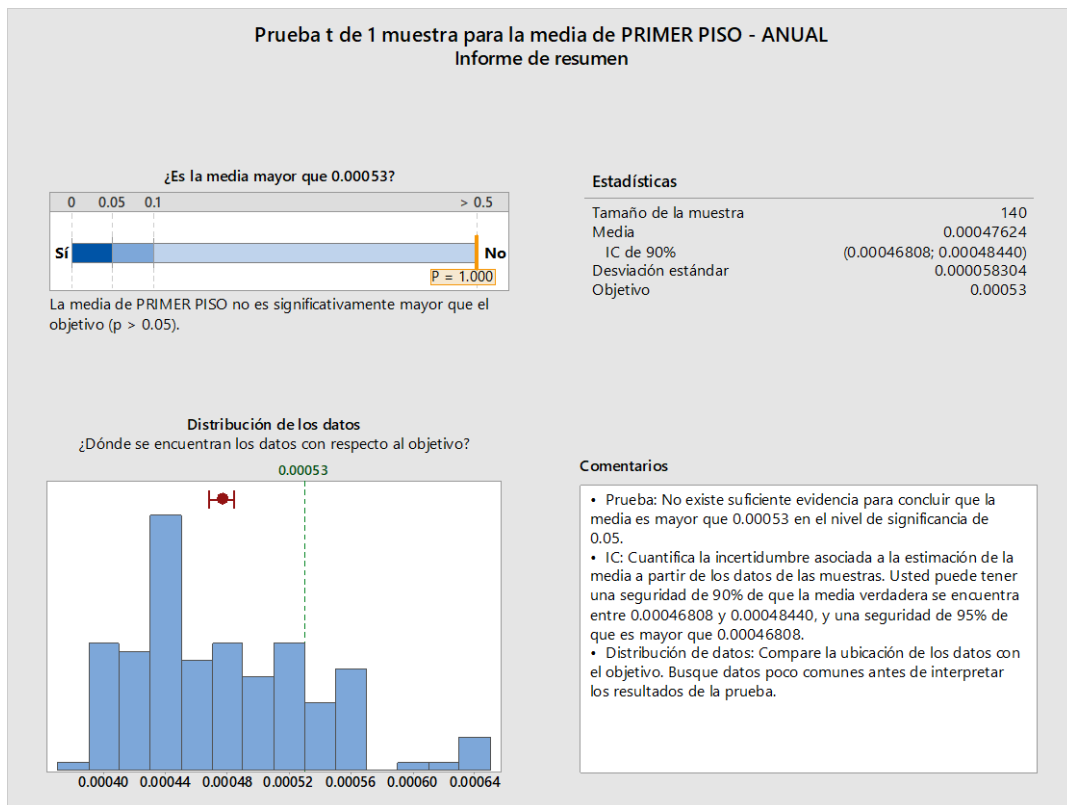 Prueba t de 1 muestra para la media de PRIMER PISO - ANUAL
Informe de resumen
¿Es la media mayor que 0.00053?
0 0.05 0.1 > 0.5
Sí No
P = 1.000
La media de PRIMER PISO no es significativamente mayor que el
objetivo (p > 0.05).
Estadísticas
Tamaño de la muestra 140
Media 0.00047624
IC de 90% (0.00046808; 0.00048440)
Desviación estándar 0.000058304
Objetivo 0.00053
Distribución de los datos
¿Dónde se encuentran los datos con respecto al objetivo?
0.00053
0.00040 0.00044 0.00048 0.00052 0.00056 0.00060 0.00064
Comentarios
• Prueba: No existe suficiente evidencia para concluir que la
media es mayor que 0.00053 en el nivel de significancia de
0.05.
• IC: Cuantifica la incertidumbre asociada a la estimación de la
media a partir de los datos de las muestras. Usted puede tener
una seguridad de 90% de que la media verdadera se encuentra
entre 0.00046808 y 0.00048440, y una seguridad de 95% de
que es mayor que 0.00046808.
• Distribución de datos: Compare la ubicación de los datos con
el objetivo. Busque datos poco comunes antes de interpretar
los resultados de la prueba.